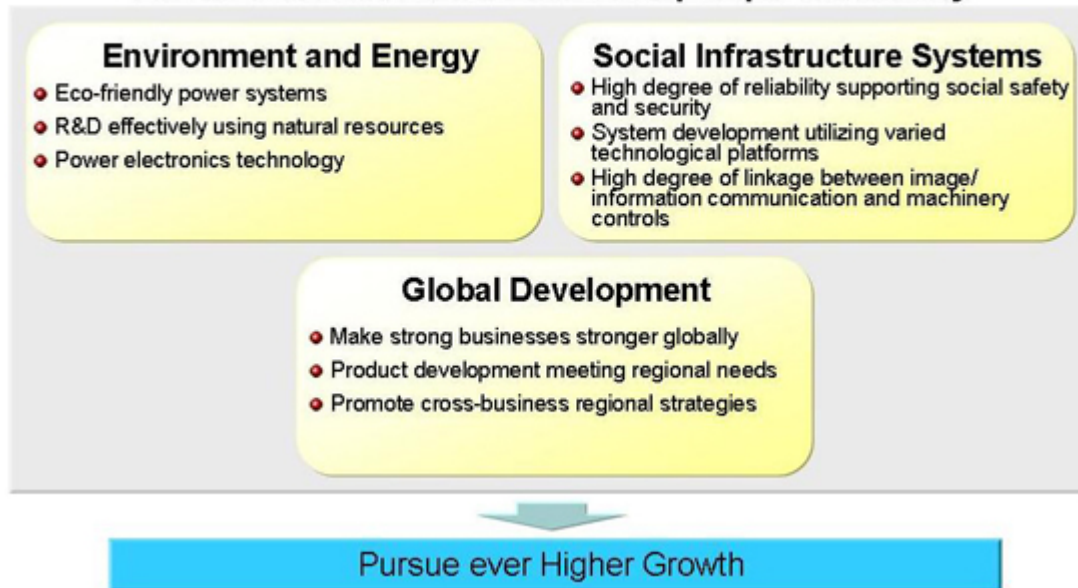 Environment and Energy
Eco-friendly power systems
R&D effectively using natural resources
Power electronics technology
Social Infrastructure Systems
High degree of reliability supporting social safety
and security
System development utilizing varied
technological platforms
High degree of linkage between image/
information communication and machinery
controls
Global Development
Make strong businesses stronger globally
Product development meeting regional needs
Promote cross-business regional strategies
Pursue ever Higher Growth